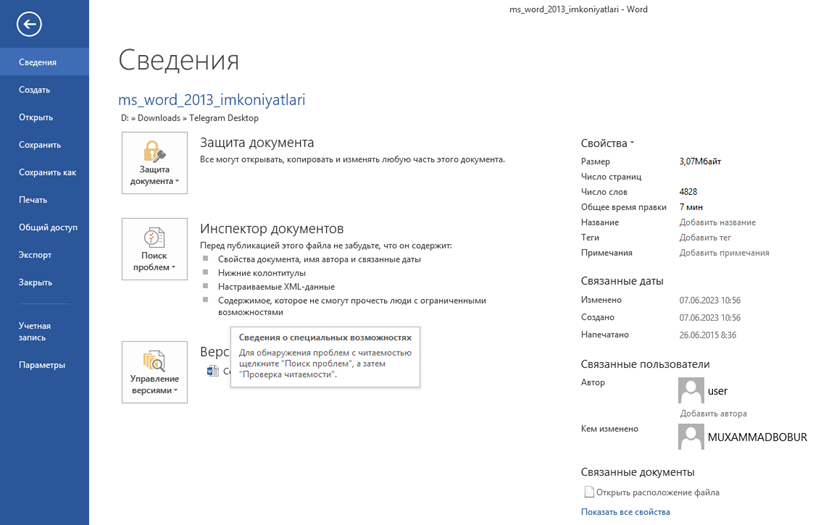 ms_word_2013_imkoniyatlari - Word
Сведения
Создать
Открыть
Сохранить
Сохранить как
Печать
Общий доступ
Экспорт
Закрыть
Учетная
запись
Параметры
Сведения
ms_word_2013_imkoniyatlari
D: » Downloads » Telegram Desktop
Защита
документа
Защита документа
Все могут открывать, копировать и изменять любую часть этого документа.
Поиск
проблем
Инспектор документов
Перед публикацией этого файла не забудьте, что он содержит:
Свойства документа, имя автора и связанные даты
Нижние колонтитулы
Настраиваемые XML-данные
Содержимое, которое не смогут прочесть люди с ограниченными
возможностями
Управление
версиями
Верс
Сведения о специальных возможностях
Для обнаружения проблем с читаемостью
щелкните "Поиск проблем", а затем
"Проверка читаемости".
Свойства
Размер 3,07Мбайт
Число страниц
Число слов 4828
Общее время правки 7 мин
Название Добавить название
Теги Добавить тег
Примечания Добавить примечания
Связанные даты
Изменено 07.06.2023 10:56
Создано 07.06.2023 10:56
Напечатано 26.06.2015 8:36
Связанные пользователи
Автор user
Добавить автора
Кем изменено MUXAMMADBOBUR
Связанные документы
Открыть расположение файла
Показать все свойства